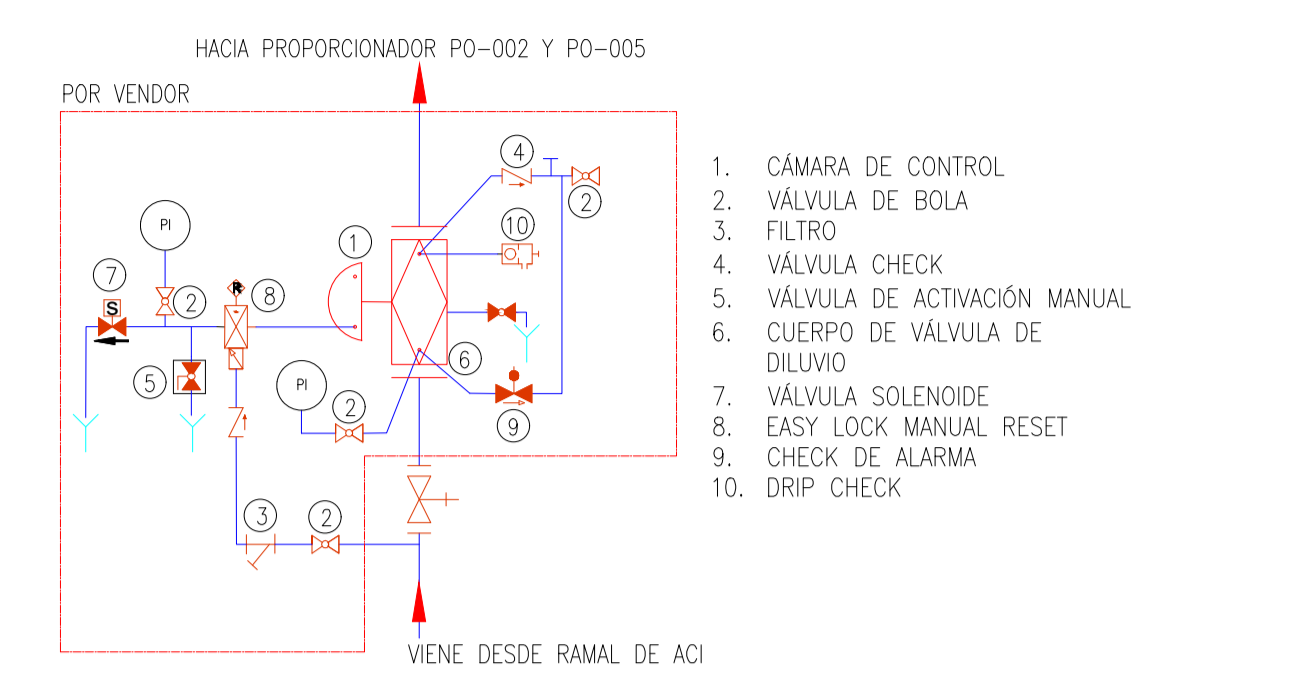 HACIA PROPORCIONADOR PO-002 Y PO-005
POR VENDOR
4
2
10
1
PI
7
S
2
R
8
5
PI
2
6
9
3
2
VIENE DESDE RAMAL DE ACI
1. CÁMARA DE CONTROL
2. VÁLVULA DE BOLA
3. FILTRO
4. VÁLVULA CHECK
5. VÁLVULA DE ACTIVACIÓN MANUAL
6. CUERPO DE VÁLVULA DE
DILUVIO
7. VÁLVULA SOLENOIDE
8. EASY LOCK MANUAL RESET
9. CHECK DE ALARMA
10. DRIP CHECK